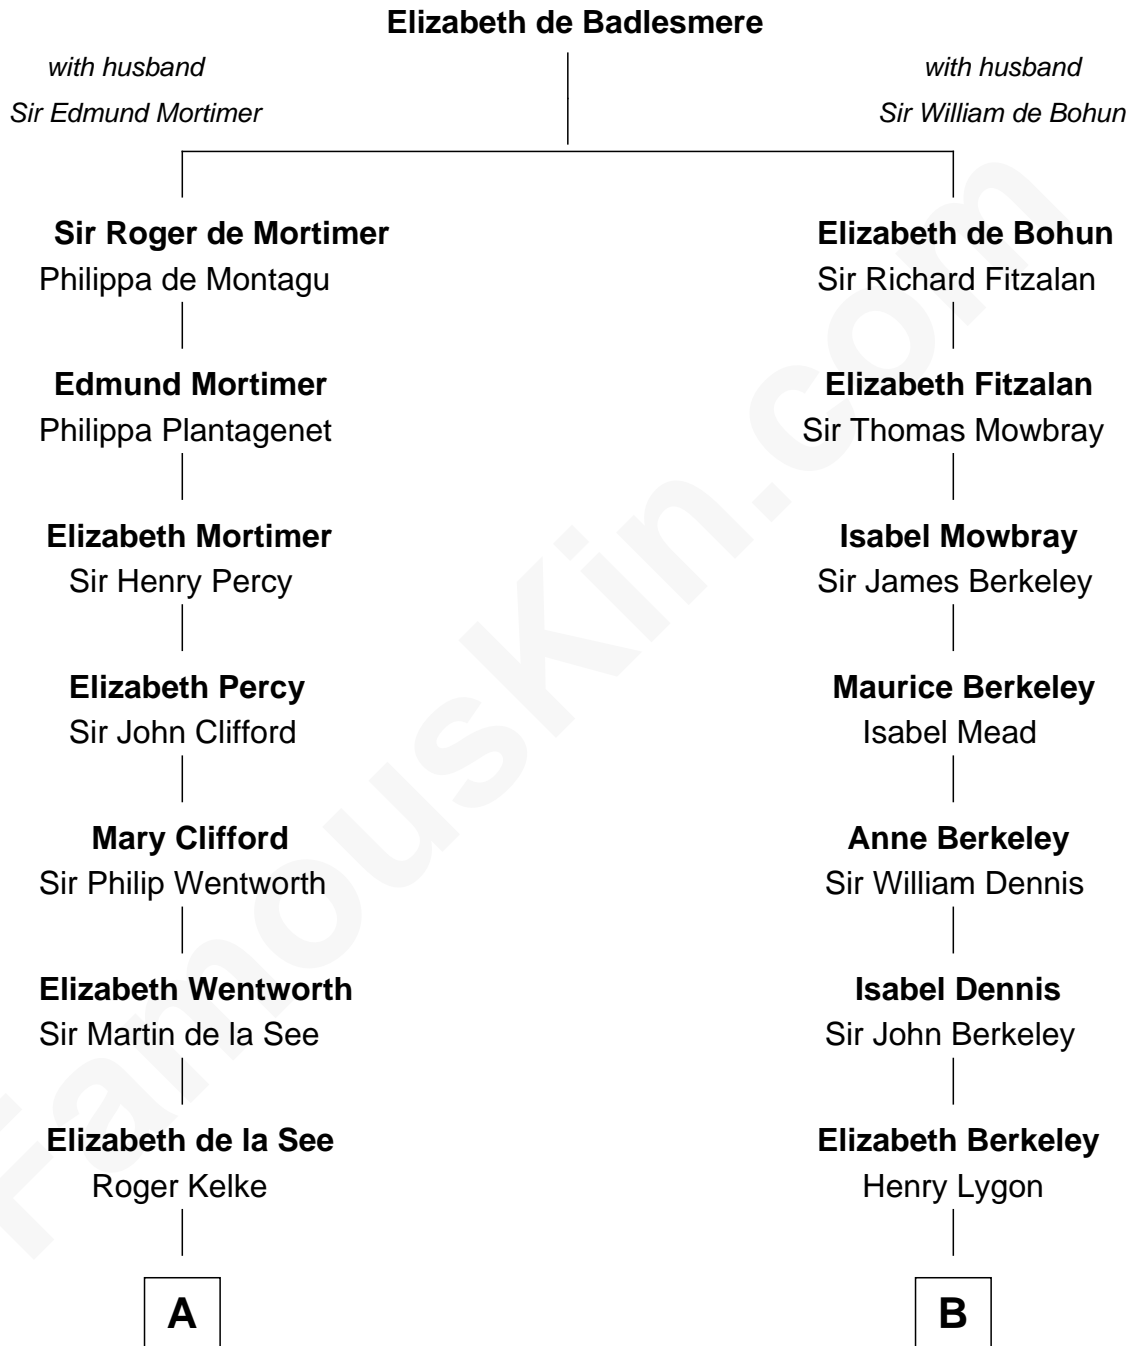 Elizabeth de Badlesmere
with husband
Sir Edmund Mortimer
with husband
Sir William de Bohun
Sir Roger de Mortimer
Philippa de Montagu
Elizabeth de Bohun
Sir Richard Fitzalan
Edmund Mortimer
Philippa Plantagenet
Elizabeth Fitzalan
Sir Thomas Mowbray
Elizabeth Mortimer
Sir Henry Percy
Isabel Mowbray
Sir James Berkeley
Elizabeth Percy
Sir John Clifford
Maurice Berkeley
Isabel Mead
Mary Clifford
Sir Philip Wentworth
Anne Berkeley
Sir William Dennis
Elizabeth Wentworth
Sir Martin de la See
Isabel Dennis
Sir John Berkeley
Elizabeth de la See
Roger Kelke
Elizabeth Berkeley
Henry Lygon
A
B
FamousKin.com